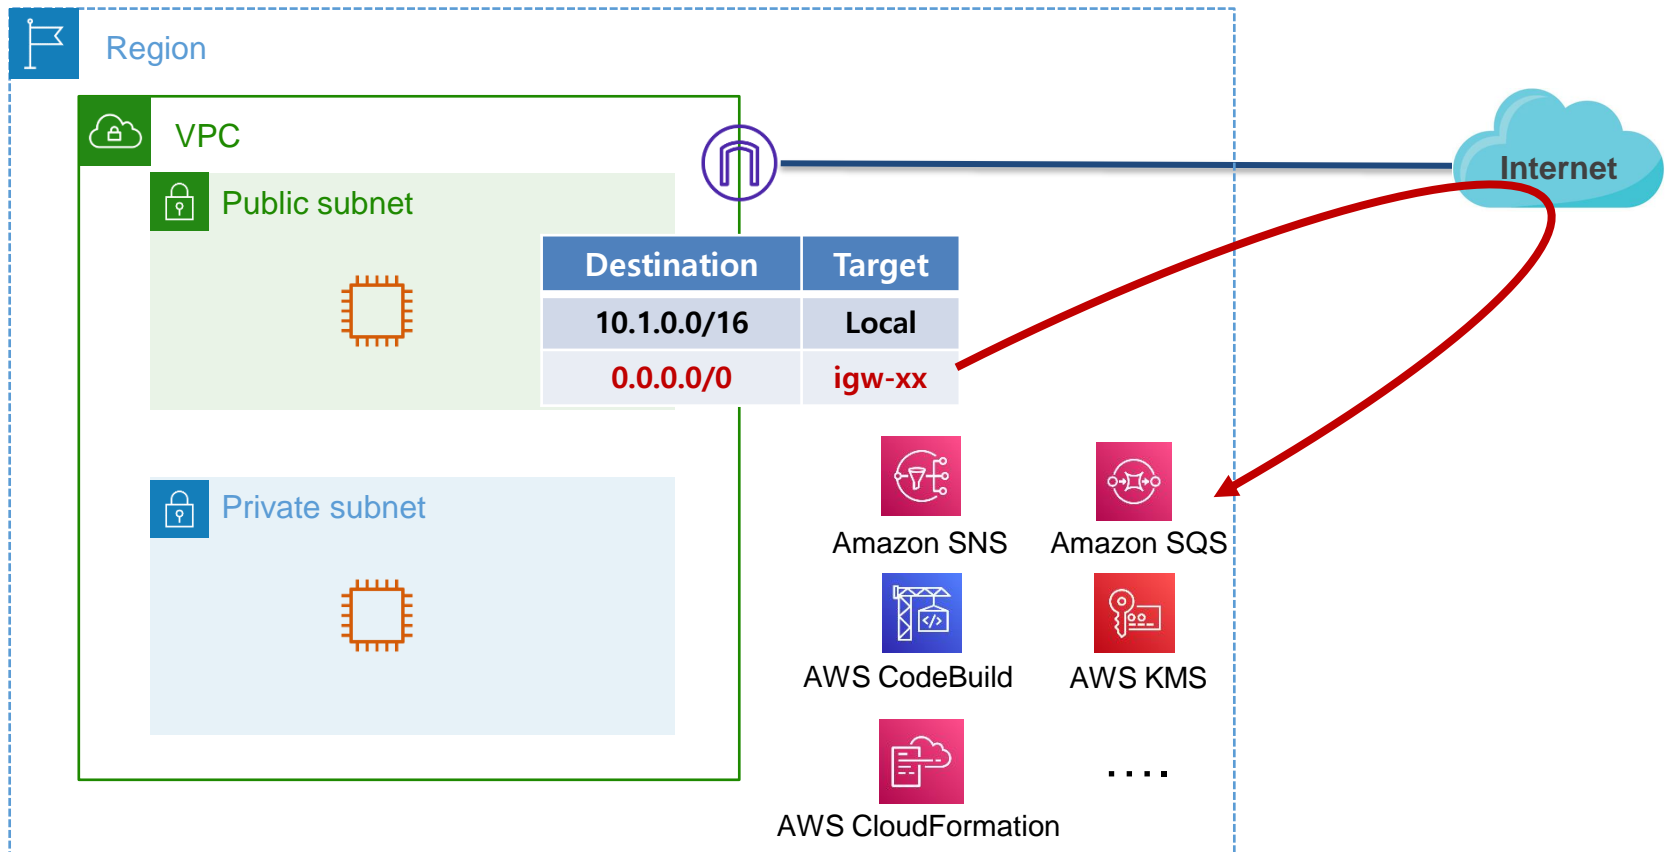 Region
VPC
Internet
Public subnet
Destination Target
10.1.0.0/16 Local
0.0.0.0/0 igw-xx
Private subnet
Amazon SNS Amazon SQS
</>
AWS CodeBuild AWS KMS
....
AWS CloudFormation